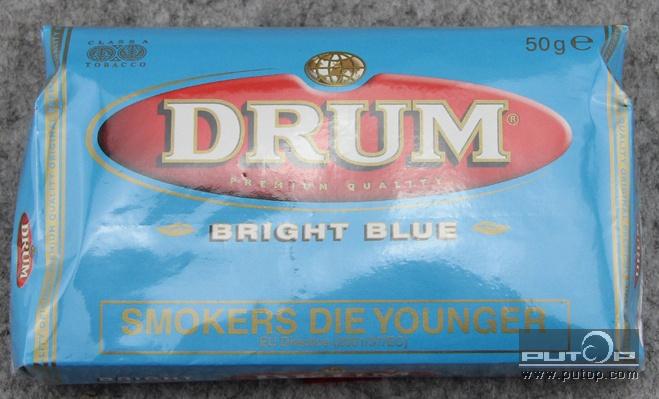 CLASS A
TOBACCO
50g e
DRUM®
PREMIUM QUALITY
BRIGHT BLUE
SMOKERS DIE YOUNGER
EU Directive (2001/37/EC)
DRUM
BRIGHT
PUTOP
www.putop.com